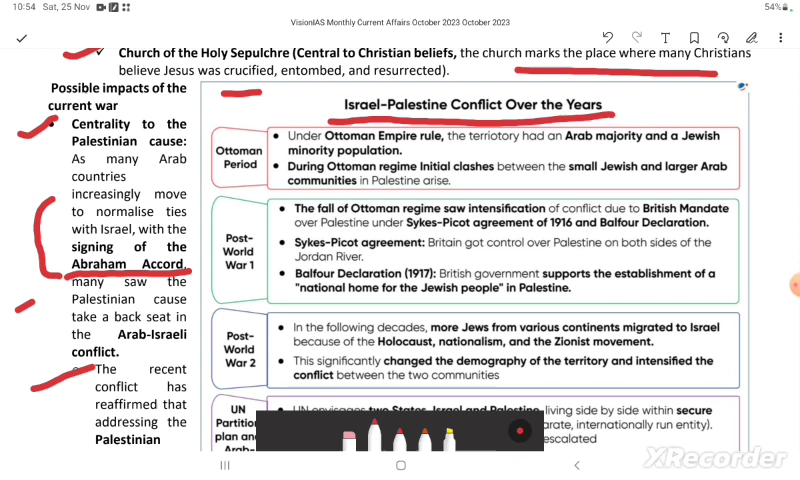 10:54 Sat, 25 Nov
54%
VisionIAS Monthly Current Affairs October 2023 October 2023
Church of the Holy Sepulchre (Central to Christian beliefs, the church marks the place where many Christians
believe Jesus was crucified, entombed, and resurrected).
Possible impacts of the
current war
• Centrality to the
Palestinian cause:
As many Arab
countries
increasingly move
to normalise ties
with Israel, with the
signing of the
Abraham Accord,
many saw the
Palestinian cause
take a back seat in
the Arab-Israeli
conflict.
o The recent
conflict has
reaffirmed that
addressing the
Palestinian
Israel-Palestine Conflict Over the Years
Ottoman
Period
• Under Ottoman Empire rule, the terriotory had an Arab majority and a Jewish
minority population.
• During Ottoman regime Initial clashes between the small Jewish and larger Arab
communities in Palestine arise.
Post-
World
War 1
• The fall of Ottoman regime saw intensification of conflict due to British Mandate
over Palestine under Sykes-Picot agreement of 1916 and Balfour Declaration.
• Sykes-Picot agreement: Britain got control over Palestine on both sides of the
Jordan River.
• Balfour Declaration (1917): British government supports the establishment of a
"national home for the Jewish people" in Palestine.
Post-
World
War 2
• In the following decades, more Jews from various continents migrated to Israel
because of the Holocaust, nationalism, and the Zionist movement.
• This significantly changed the demography of the territory and intensified the
conflict between the two communities
UN
Partition
plan and
Arab-
• UN envisages two States, Israel and Palestine, living side by side within secure
arate, internationally run entity).
escalated
XRecorder